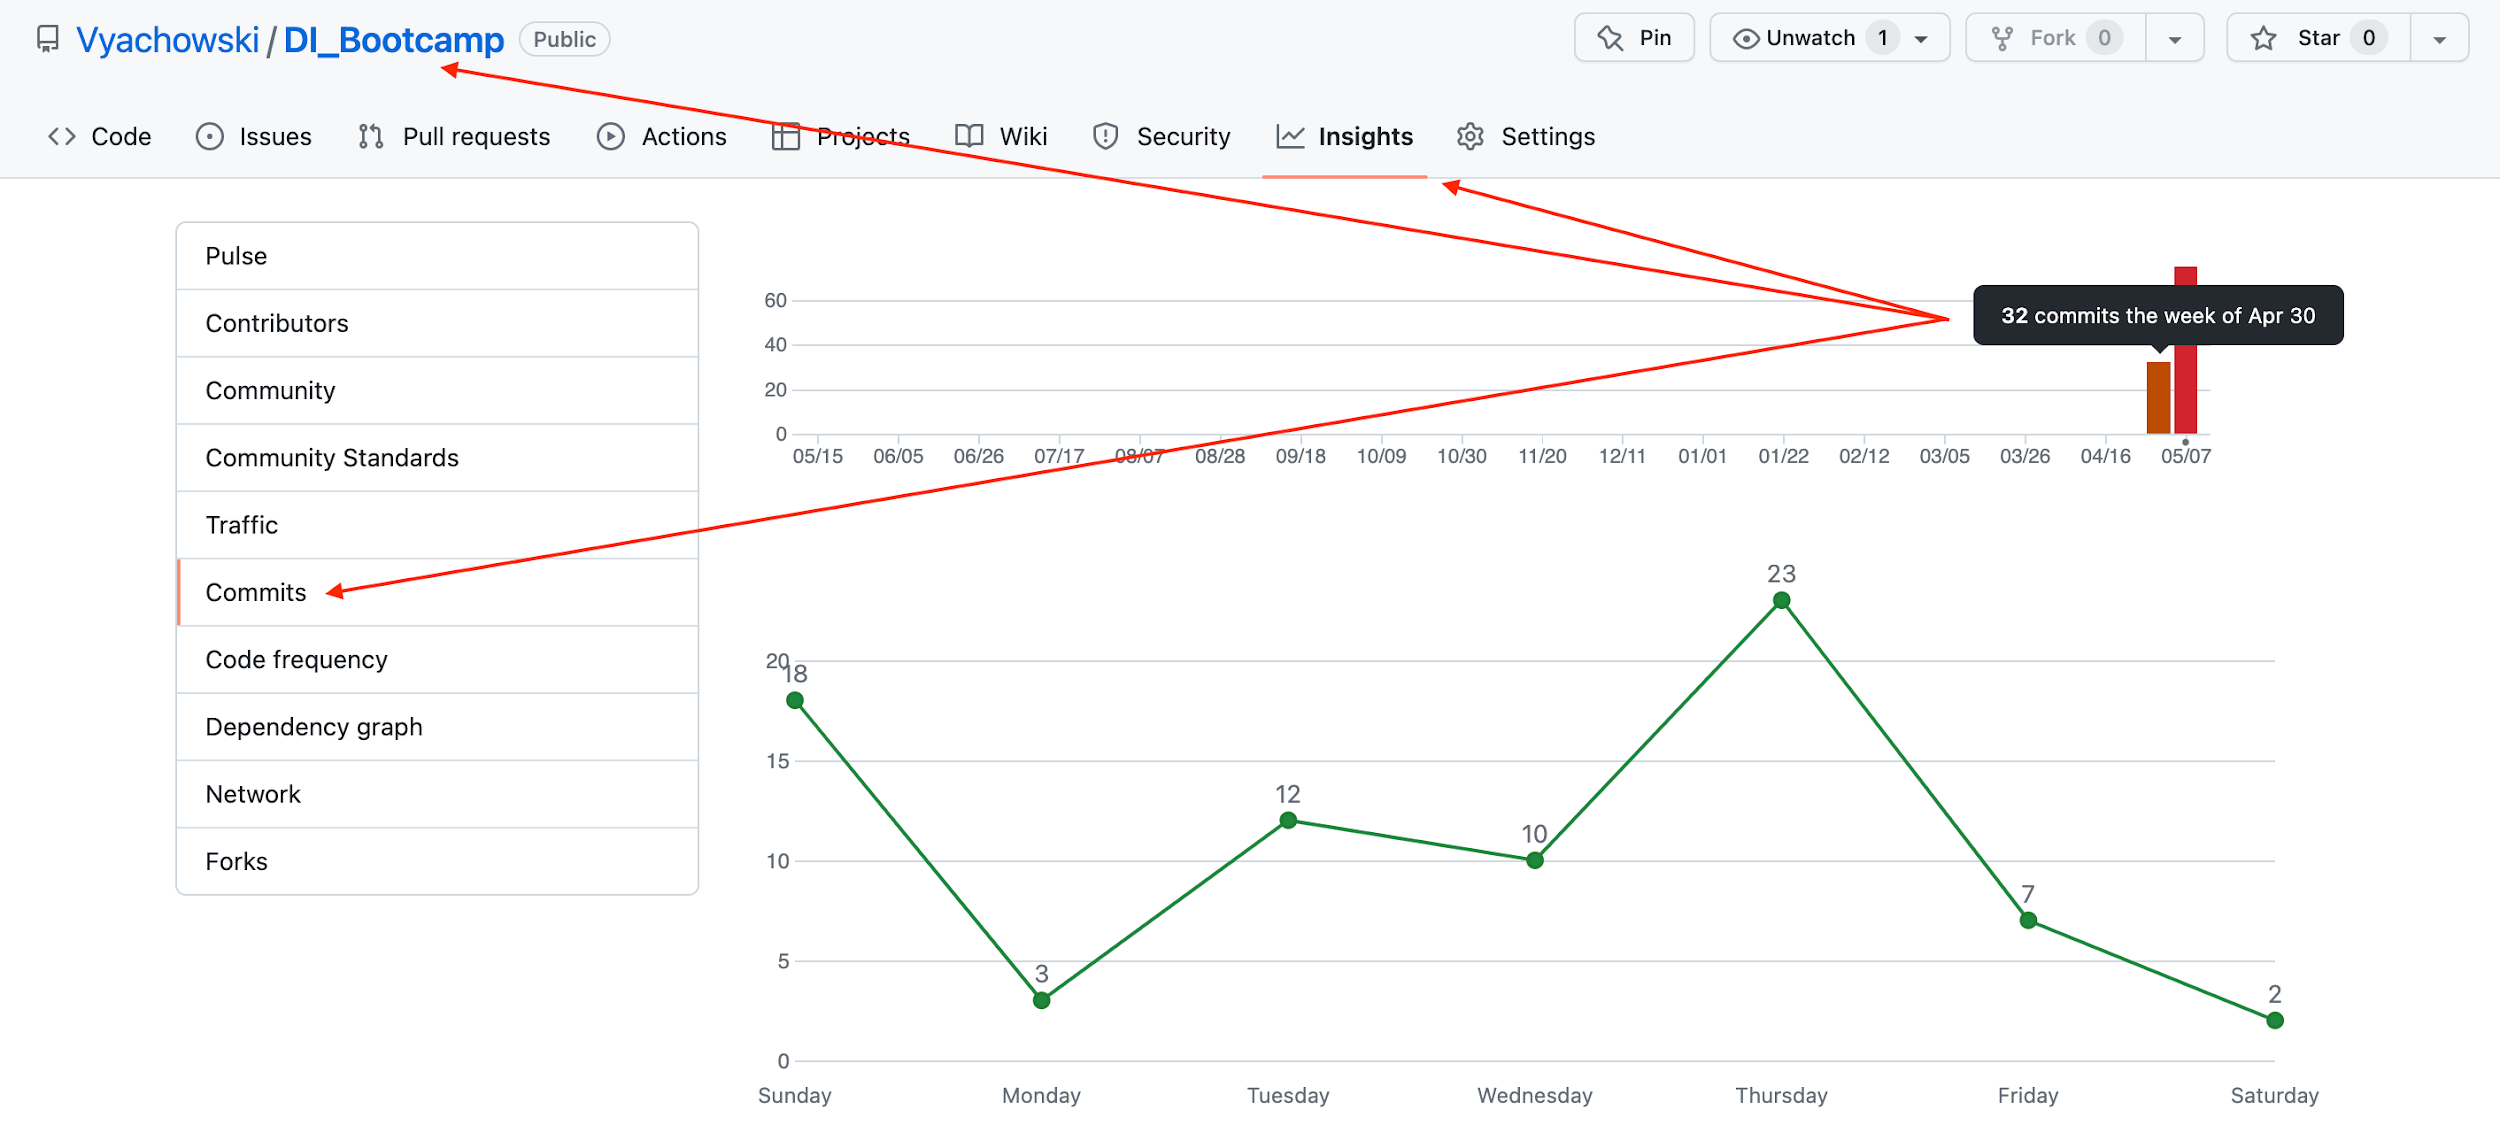 Vyachowski / DI_Bootcamp Public Pin Unwatch 1 Fork 0 Star 0
Code Issues Pull requests Actions Projects Wiki Security Insights Settings
Pulse
Contributors
Community
Community Standards
Traffic
Commits
Code frequency
Dependency graph
Network
Forks
60
40
20
0
32 commits the week of Apr 30
05/15 06/05 06/26 07/17 08/07 08/28 09/18 10/09 10/30 11/20 12/11 01/01 01/22 02/12 03/05 03/26 04/16 05/07
20
15
10
5
0
18 3 12 10 23 7 2
Sunday Monday Tuesday Wednesday Thursday Friday Saturday